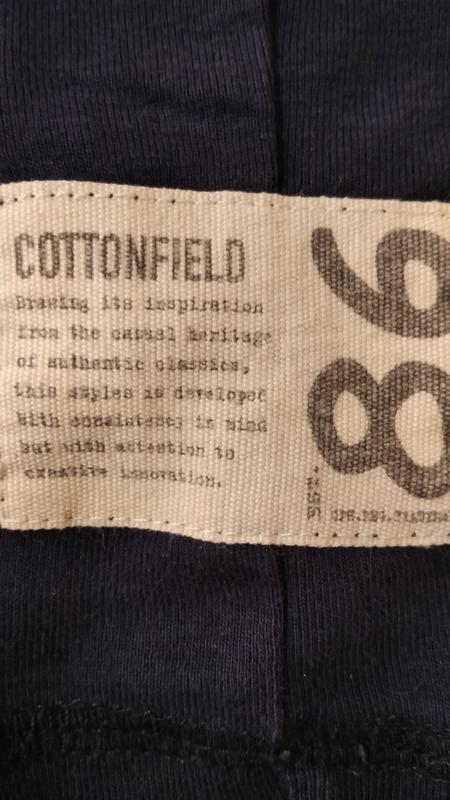 COTTONFIELD
Drawing its inspiration
from the casual heritage
of authentic classics,
this styles is developed
with consistency in mind
but with attention to
creative innovation.
86